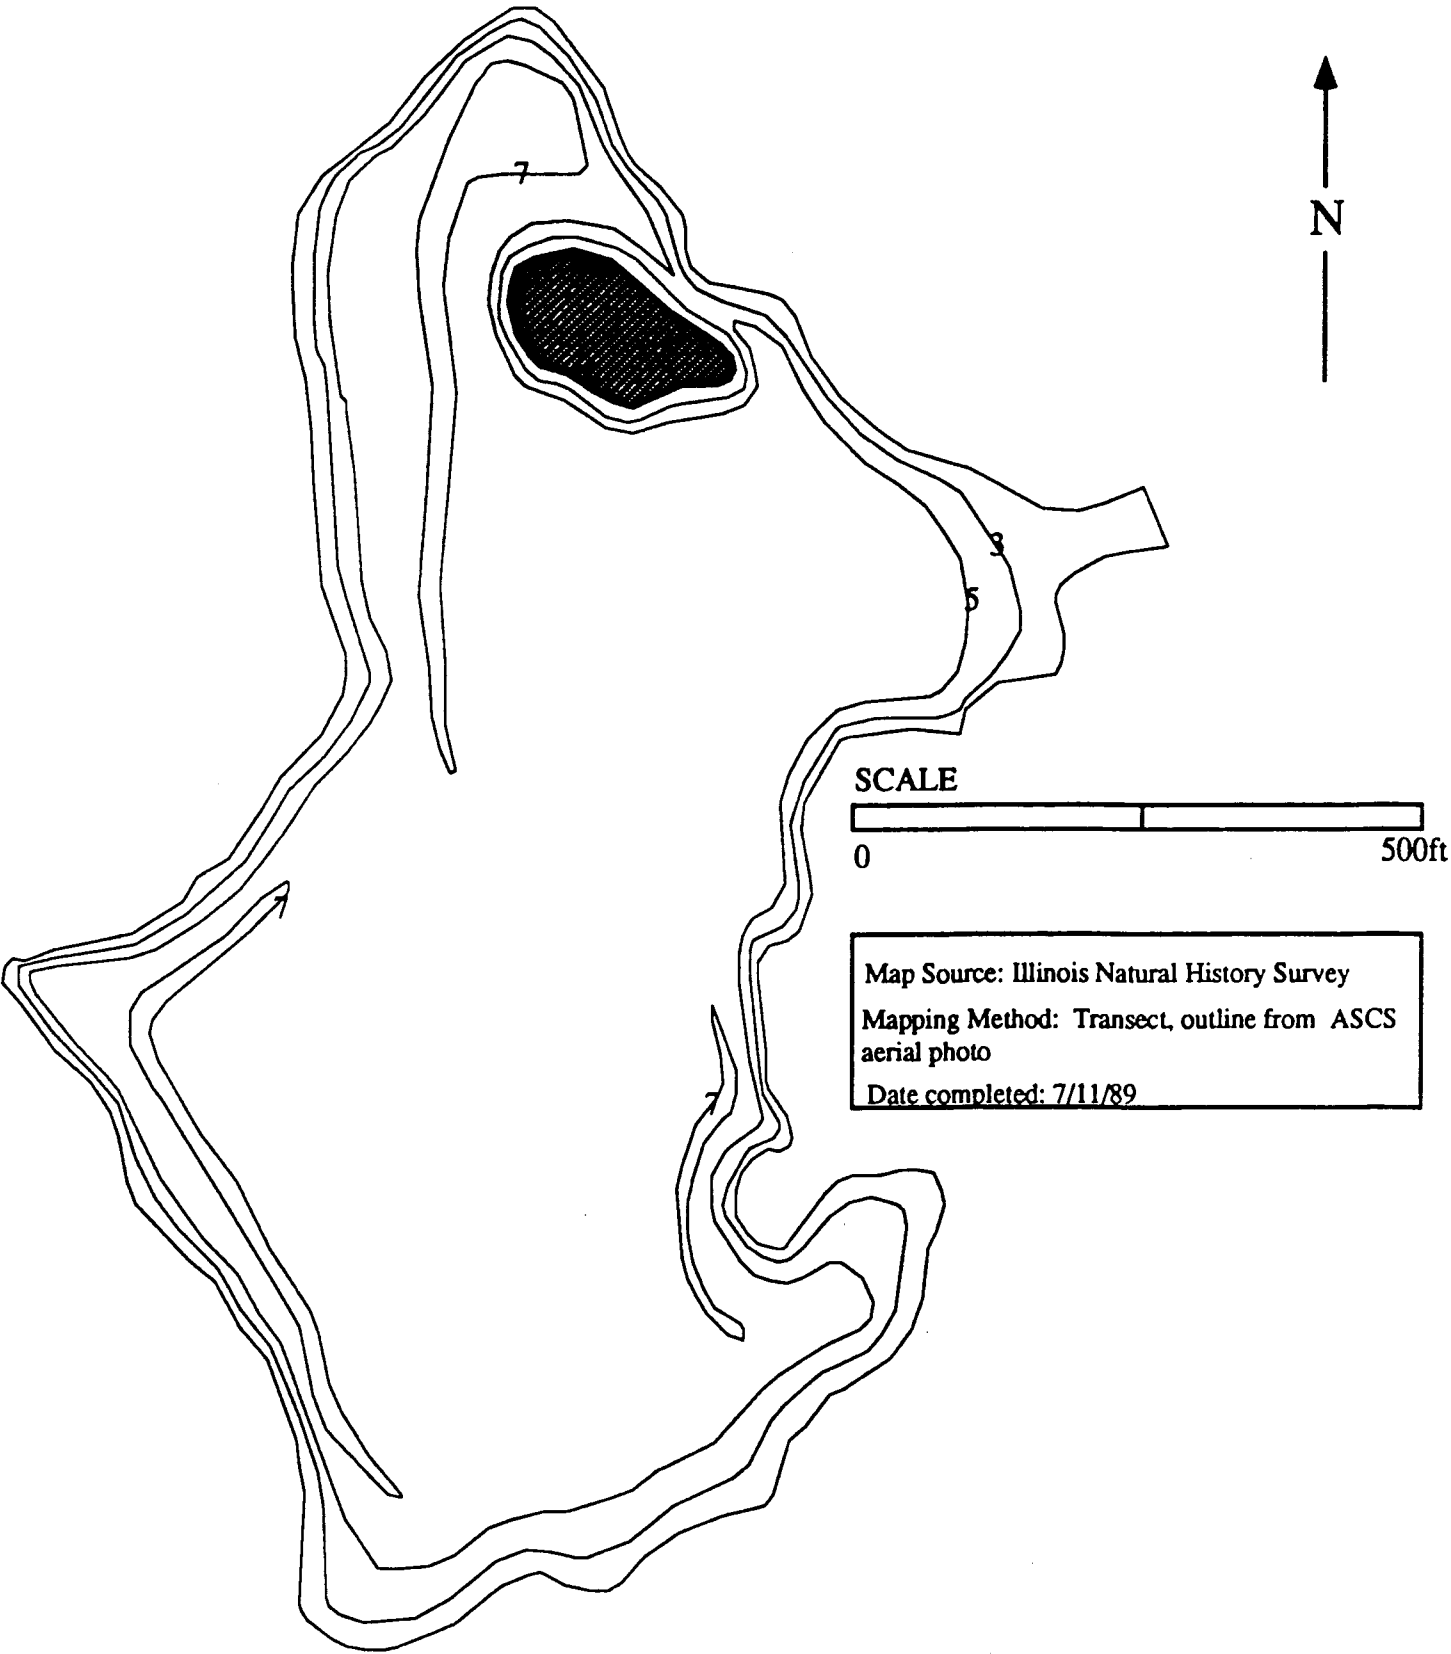 7
N
3
5
SCALE
0 500ft
7
Map Source: Illinois Natural History Survey
Mapping Method: Transect, outline from ASCS
aerial photo
Date completed: 7/11/89
7